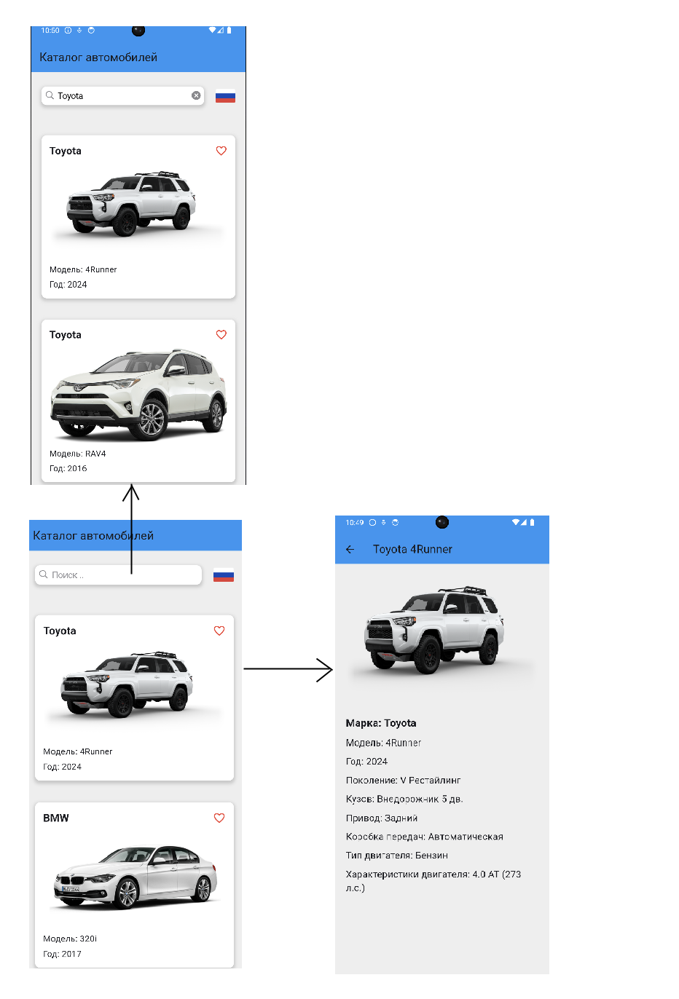 10:50
Каталог автомобилей
Toyota
Toyota
Модель: 4Runner
Год: 2024
Toyota
Модель: RAV4
Год: 2016
Каталог автомобилей
Поиск ..
Toyota
Модель: 4Runner
Год: 2024
BMW
Модель: 320i
Год: 2017
10:49
Toyota 4Runner
Марка: Toyota
Модель: 4Runner
Год: 2024
Поколение: V Рестайлинг
Кузов: Внедорожник 5 дв.
Привод: Задний
Коробка передач: Автоматическая
Тип двигателя: Бензин
Характеристики двигателя: 4.0 AT (273
л.с.)